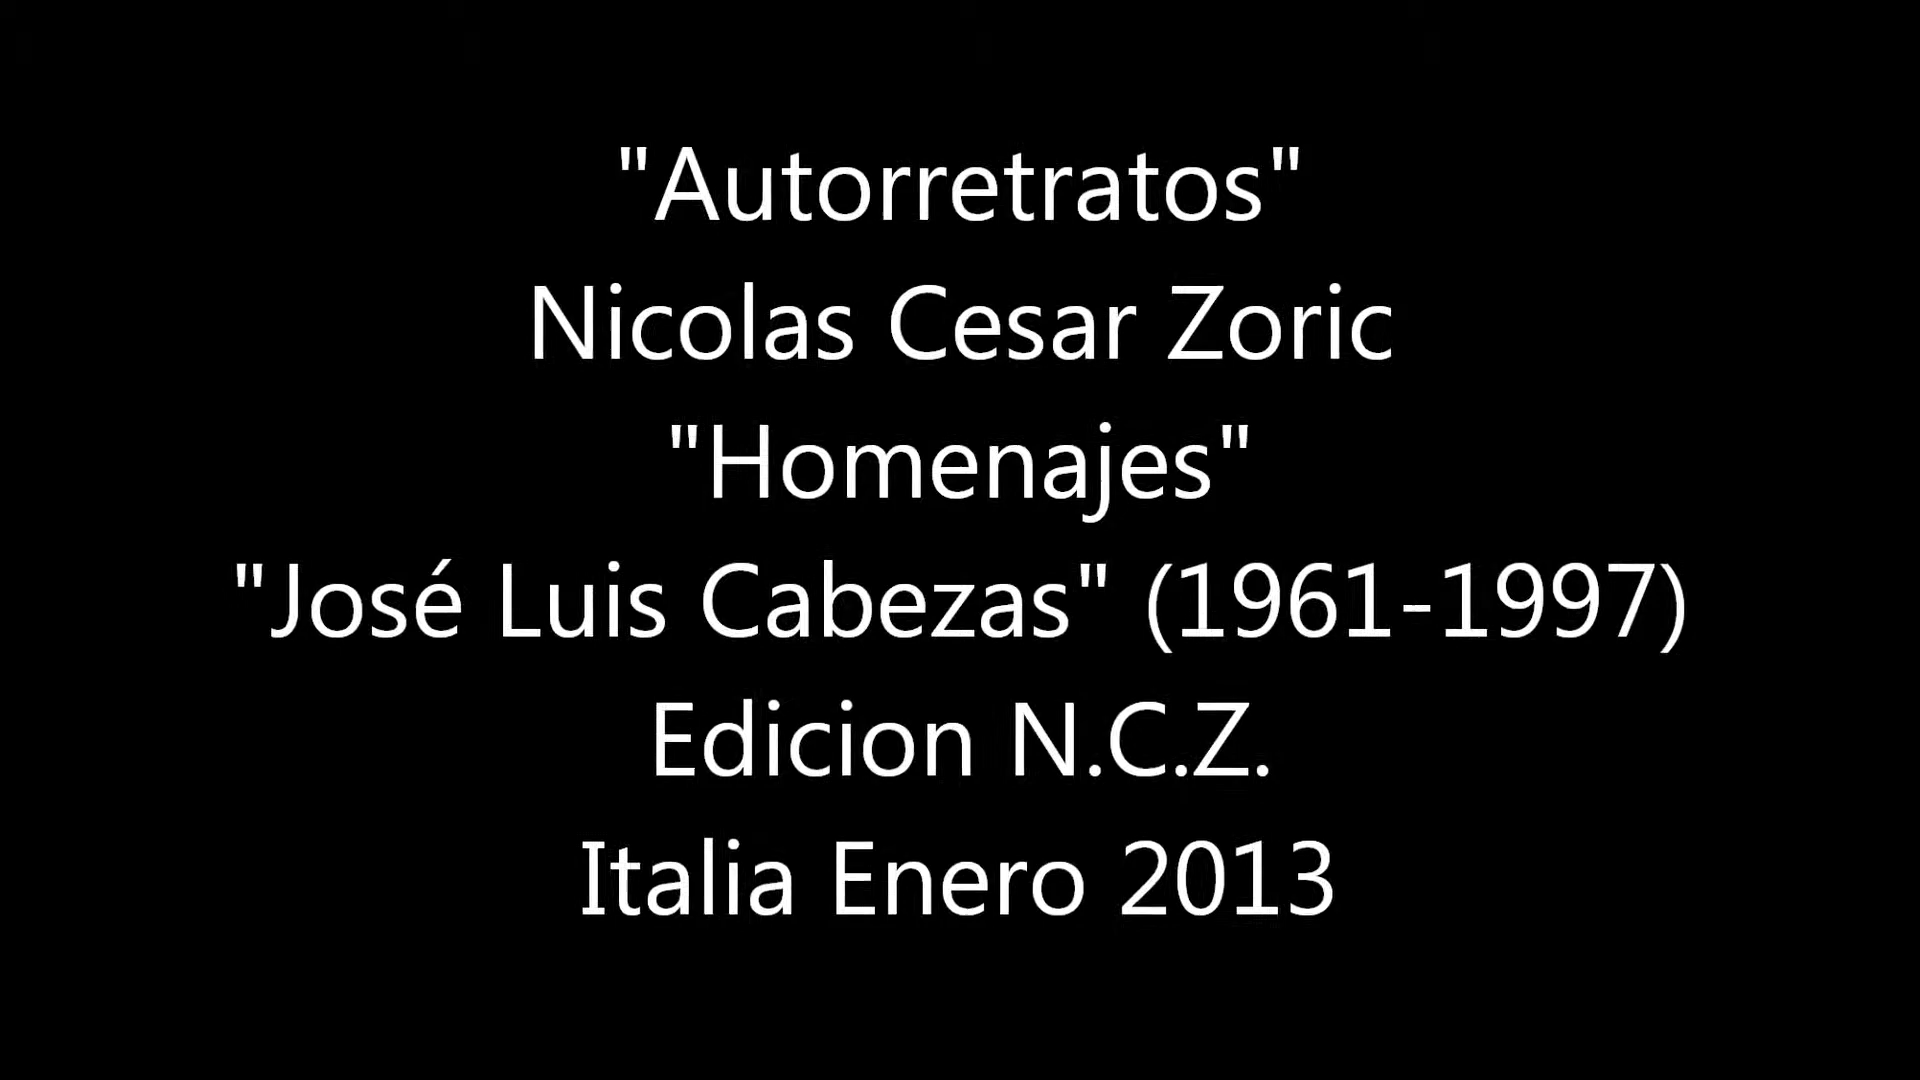 "Autorretratos"
Nicolas Cesar Zoric
"Homenajes"
"José Luis Cabezas" (1961-1997)
Edicion N.C.Z.
Italia Enero 2013